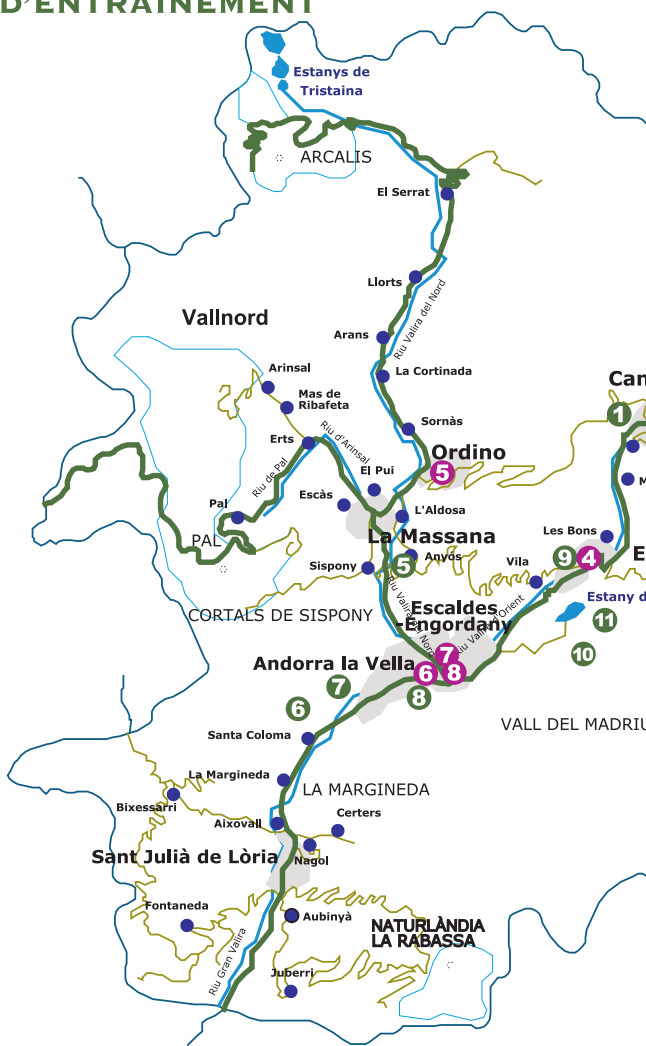 D'ENTRAÎNEMENT
Estanys de
Tristaina
ARCALIS
El Serrat
Llorts
Riu Valira del Nord
Vallnord
Arans
La Cortinada
Arinsal
Mas de
Ribafeta
Can
1
Sornàs
Erts
Riu d'Arinsal
Ordino
5
Riu de Pal
El Pui
M
Escàs
Pal
L'Aldosa
La Massana
Les Bons
PAL
Anyós
5
Sispony
Vila
9
4
E
Riu Valira del Nord
Estany d
CORTALS DE SISPONY
Escaldes
-Engordany
Riu Valira d'Orient
11
10
Andorra la Vella
7
7
6
8
8
6
VALL DEL MADRIU
Santa Coloma
La Margineda
LA MARGINEDA
Bixessarri
Aixovall
Certers
Sant Julià de Lòria
Nagol
Fontaneda
Aubinyà
NATURLÀNDIA
LA RABASSA
Riu Gran Valira
Juberri